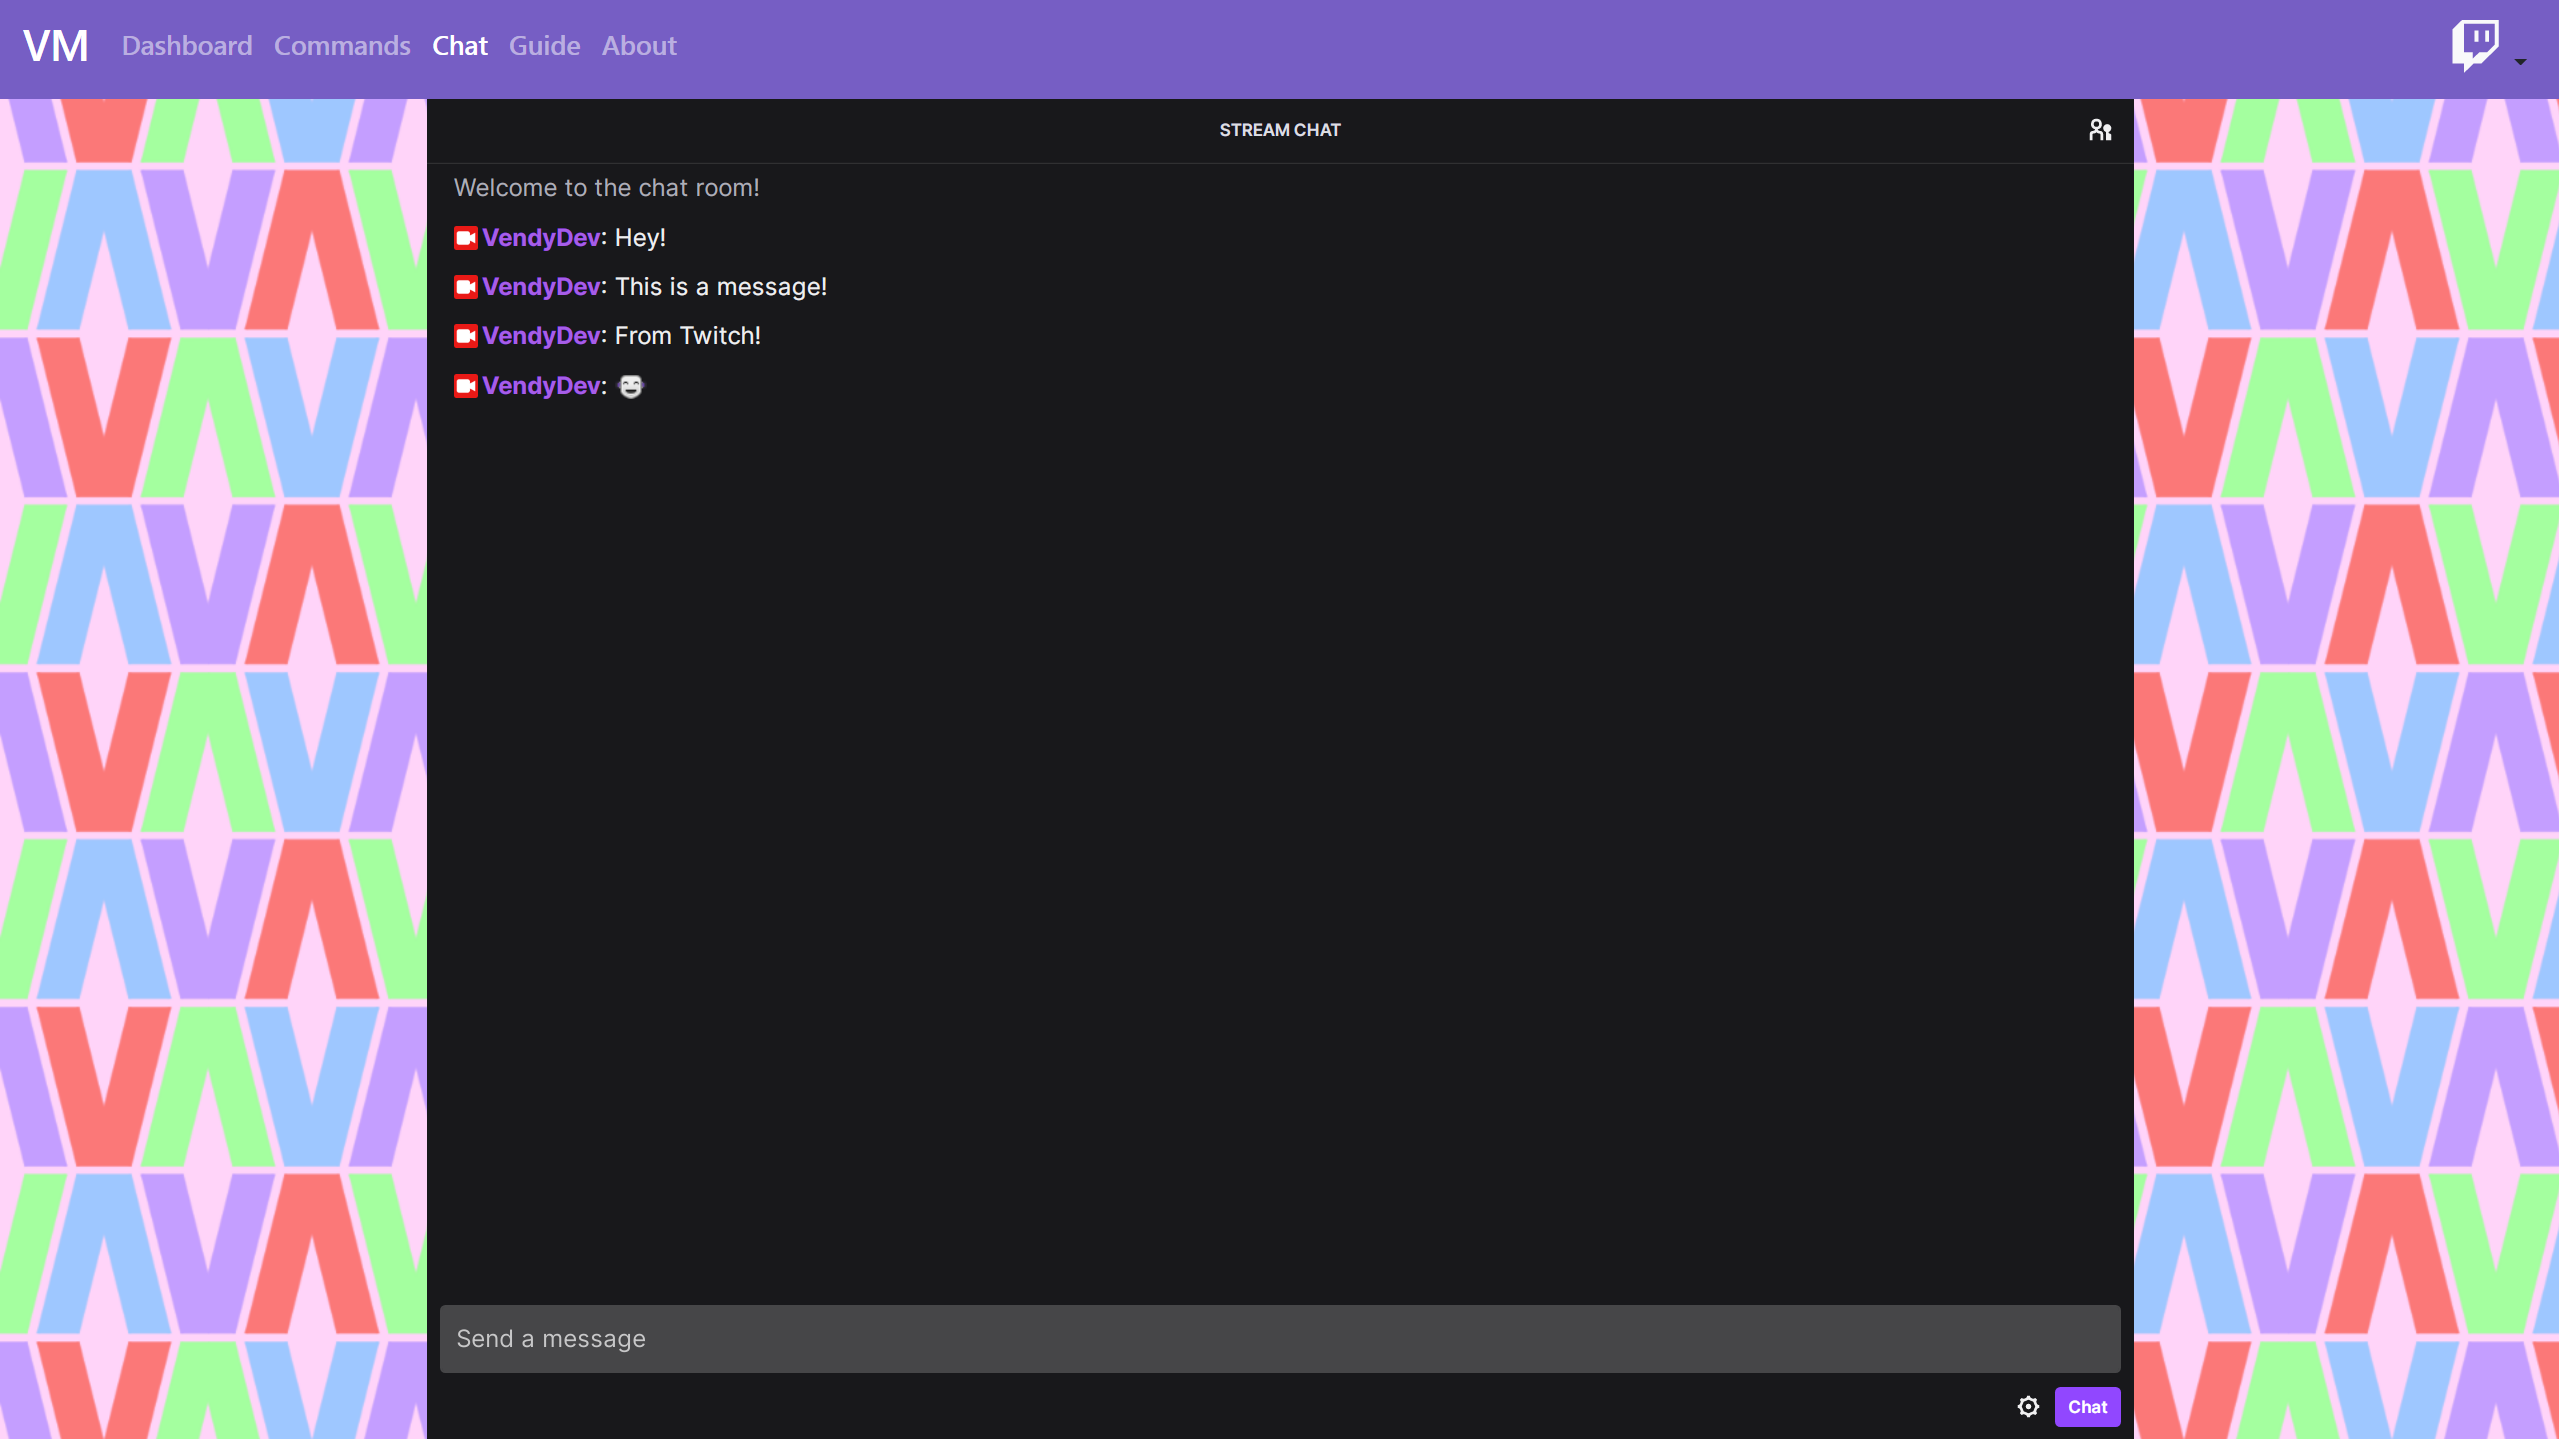 VM Dashboard Commands Chat Guide About
STREAM CHAT
Welcome to the chat room!
VendyDev: Hey!
VendyDev: This is a message!
VendyDev: From Twitch!
VendyDev:
Send a message
Chat